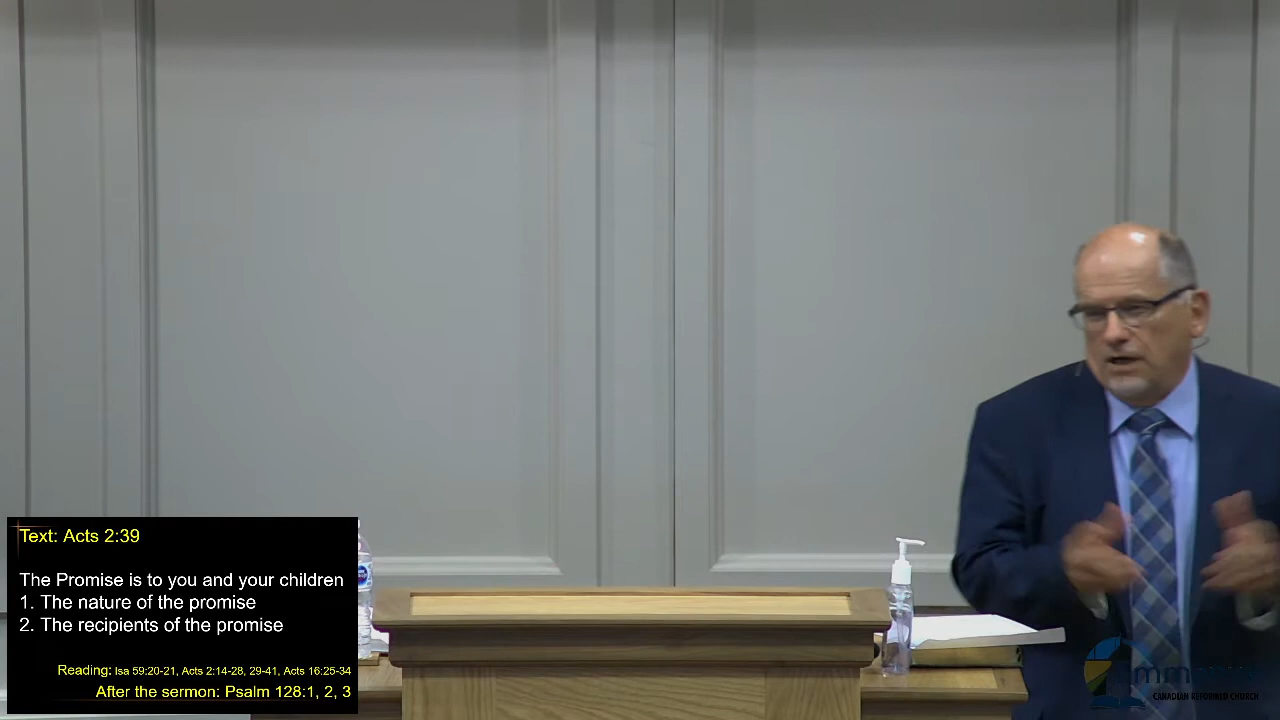 Text: Acts 2:39
The Promise is to you and your children
1. The nature of the promise
2. The recipients of the promise
Reading: Isa 59:20-21, Acts 2:14-28, 29-41, Acts 16:25-34
After the sermon: Psalm 128:1, 2, 3
CANADIAN REFORMED CHURCH